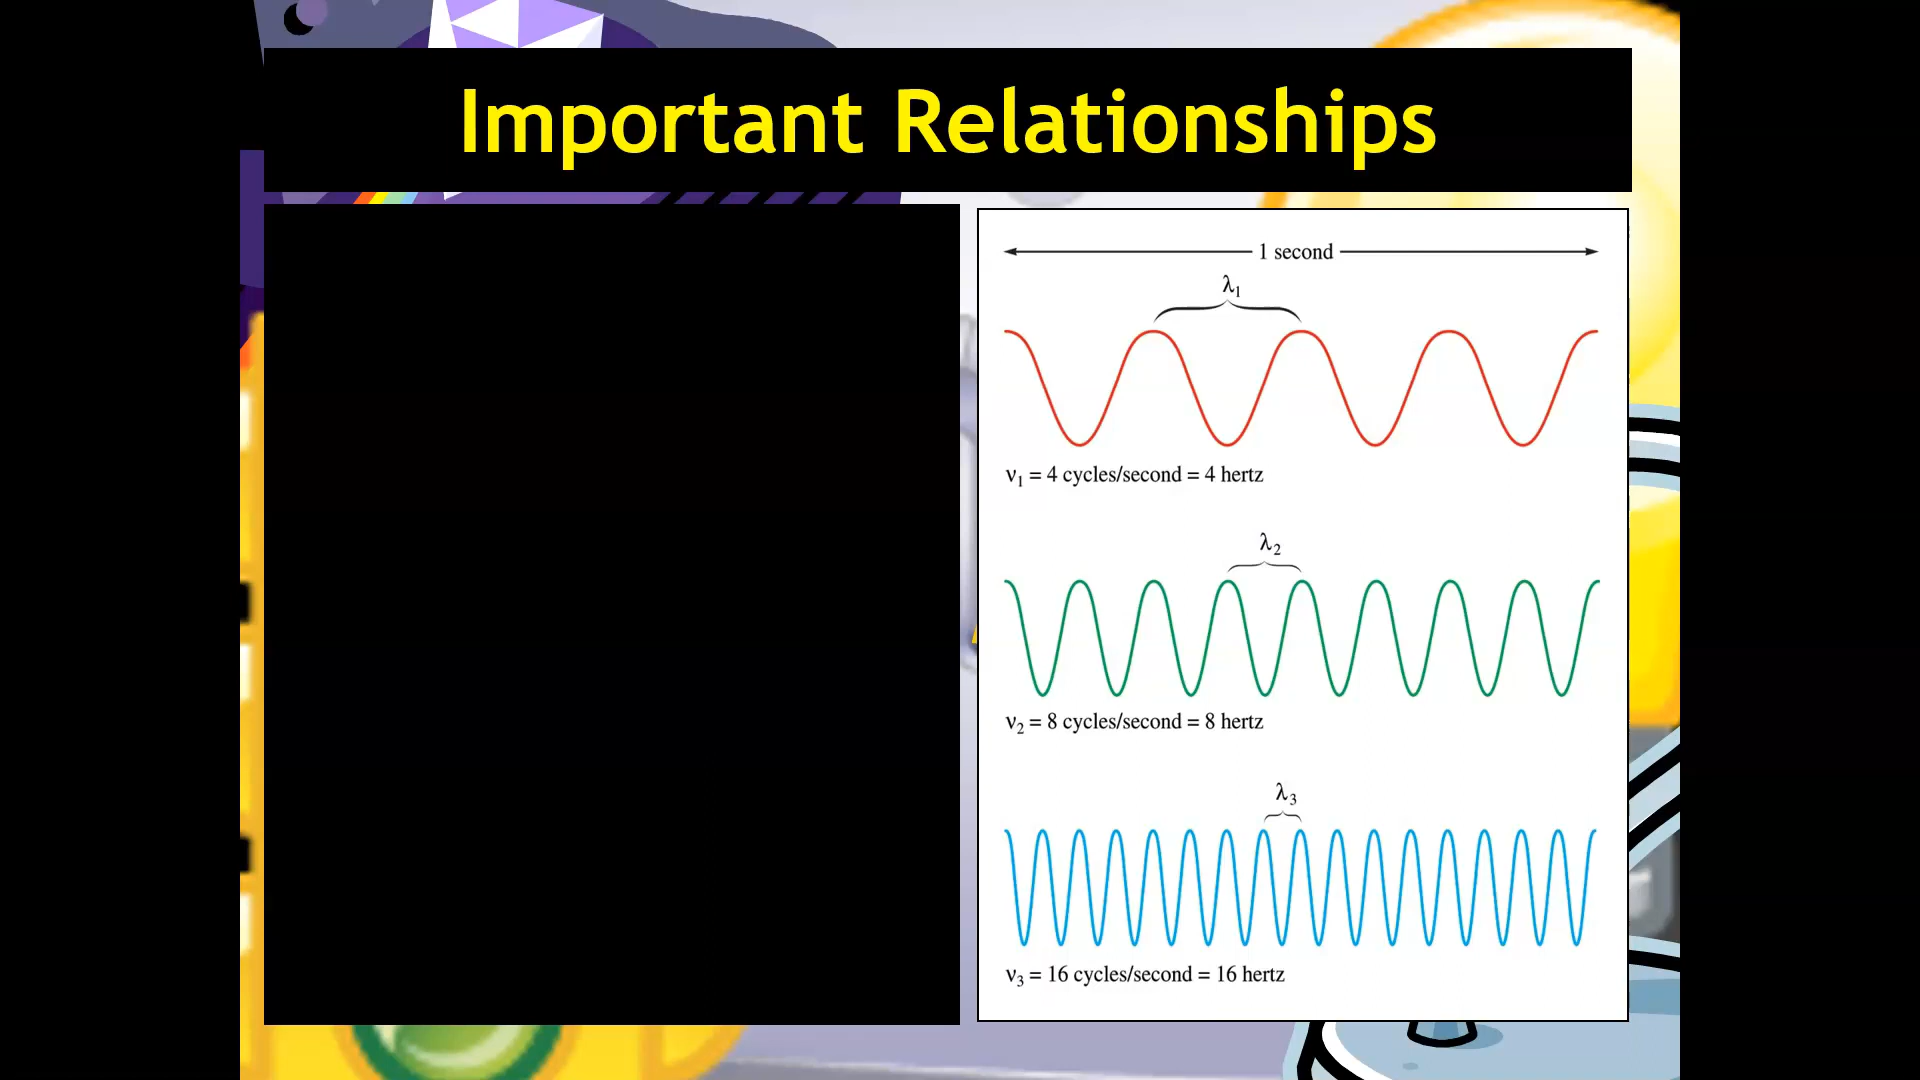 Important Relationships
1 second
λ₁
ν₁ = 4 cycles/second = 4 hertz
λ₂
ν₂ = 8 cycles/second = 8 hertz
λ₃
ν₃ = 16 cycles/second = 16 hertz